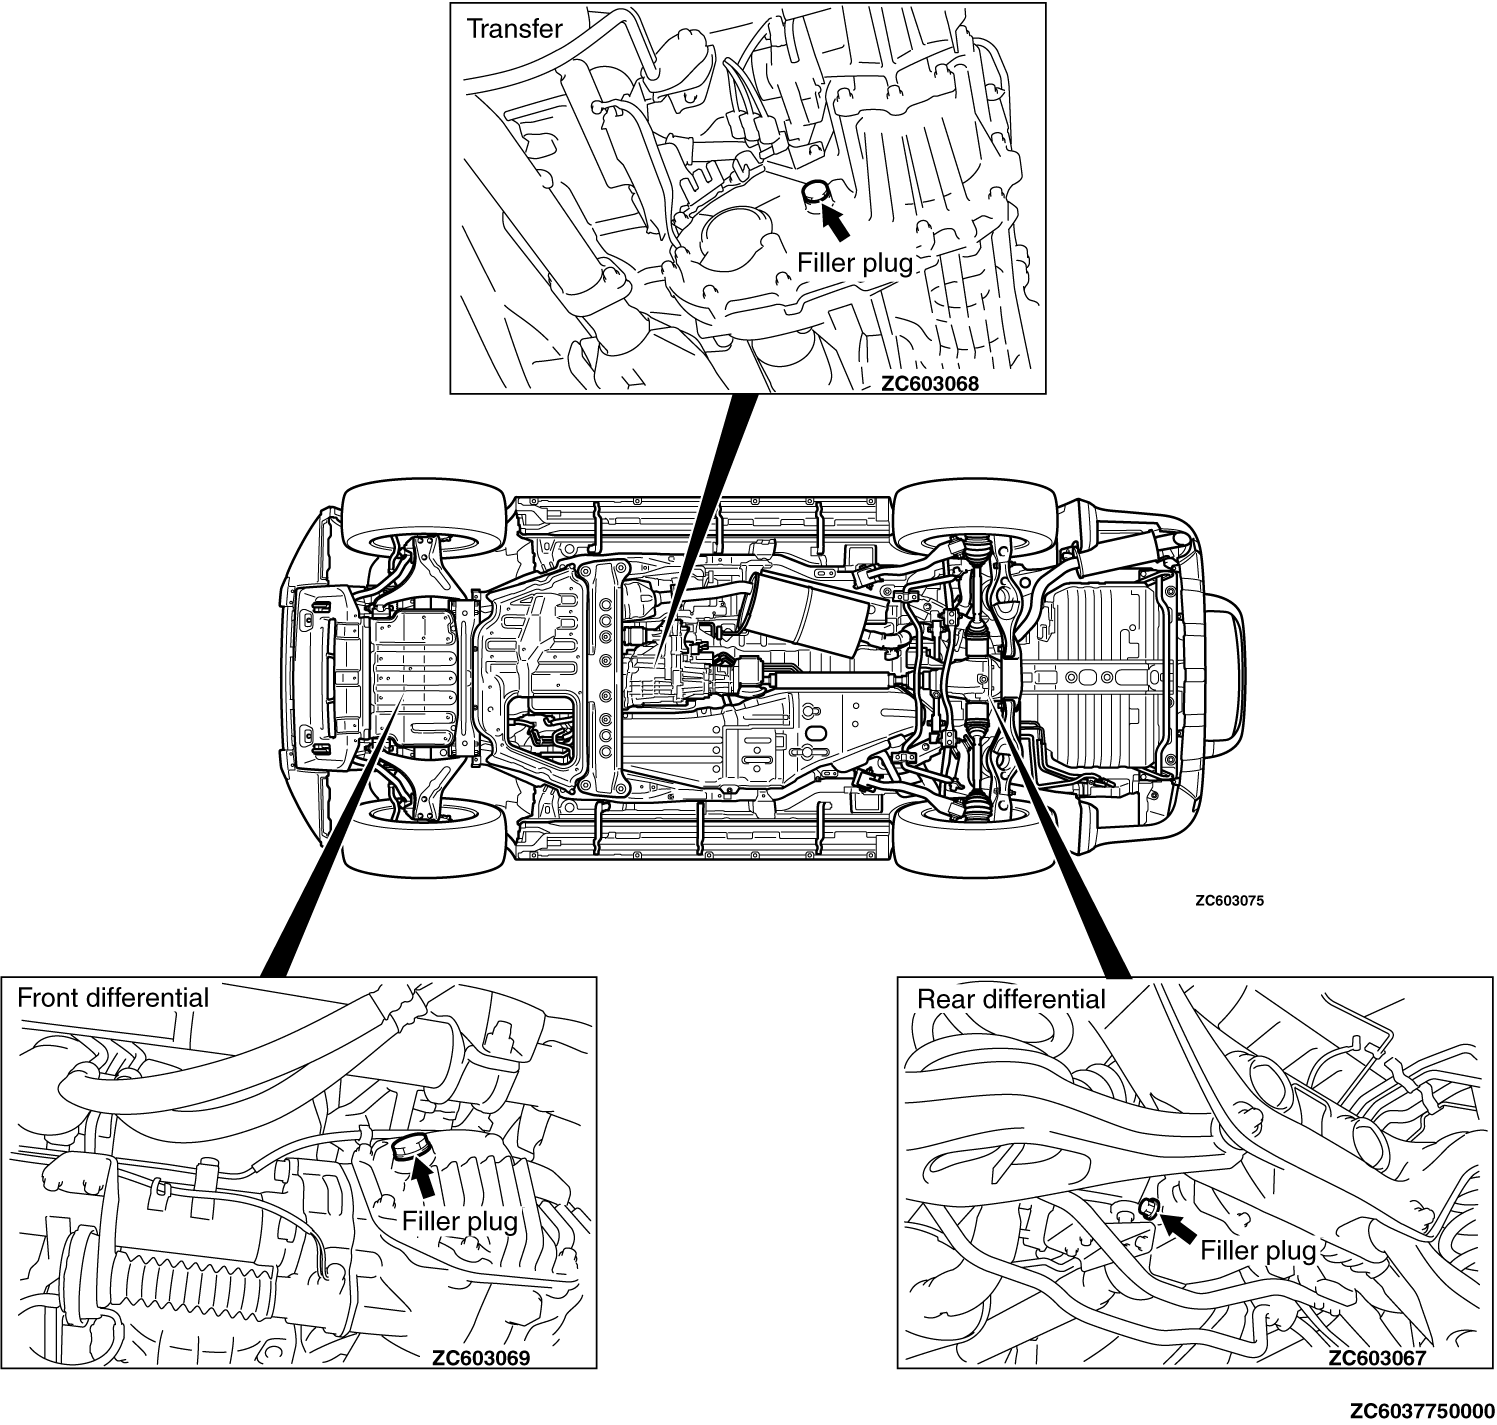 Transfer
Filler plug
ZC603068
ZC603075
Front differential
Filler plug
ZC603069
Rear differential
Filler plug
ZC603067
ZC6037750000